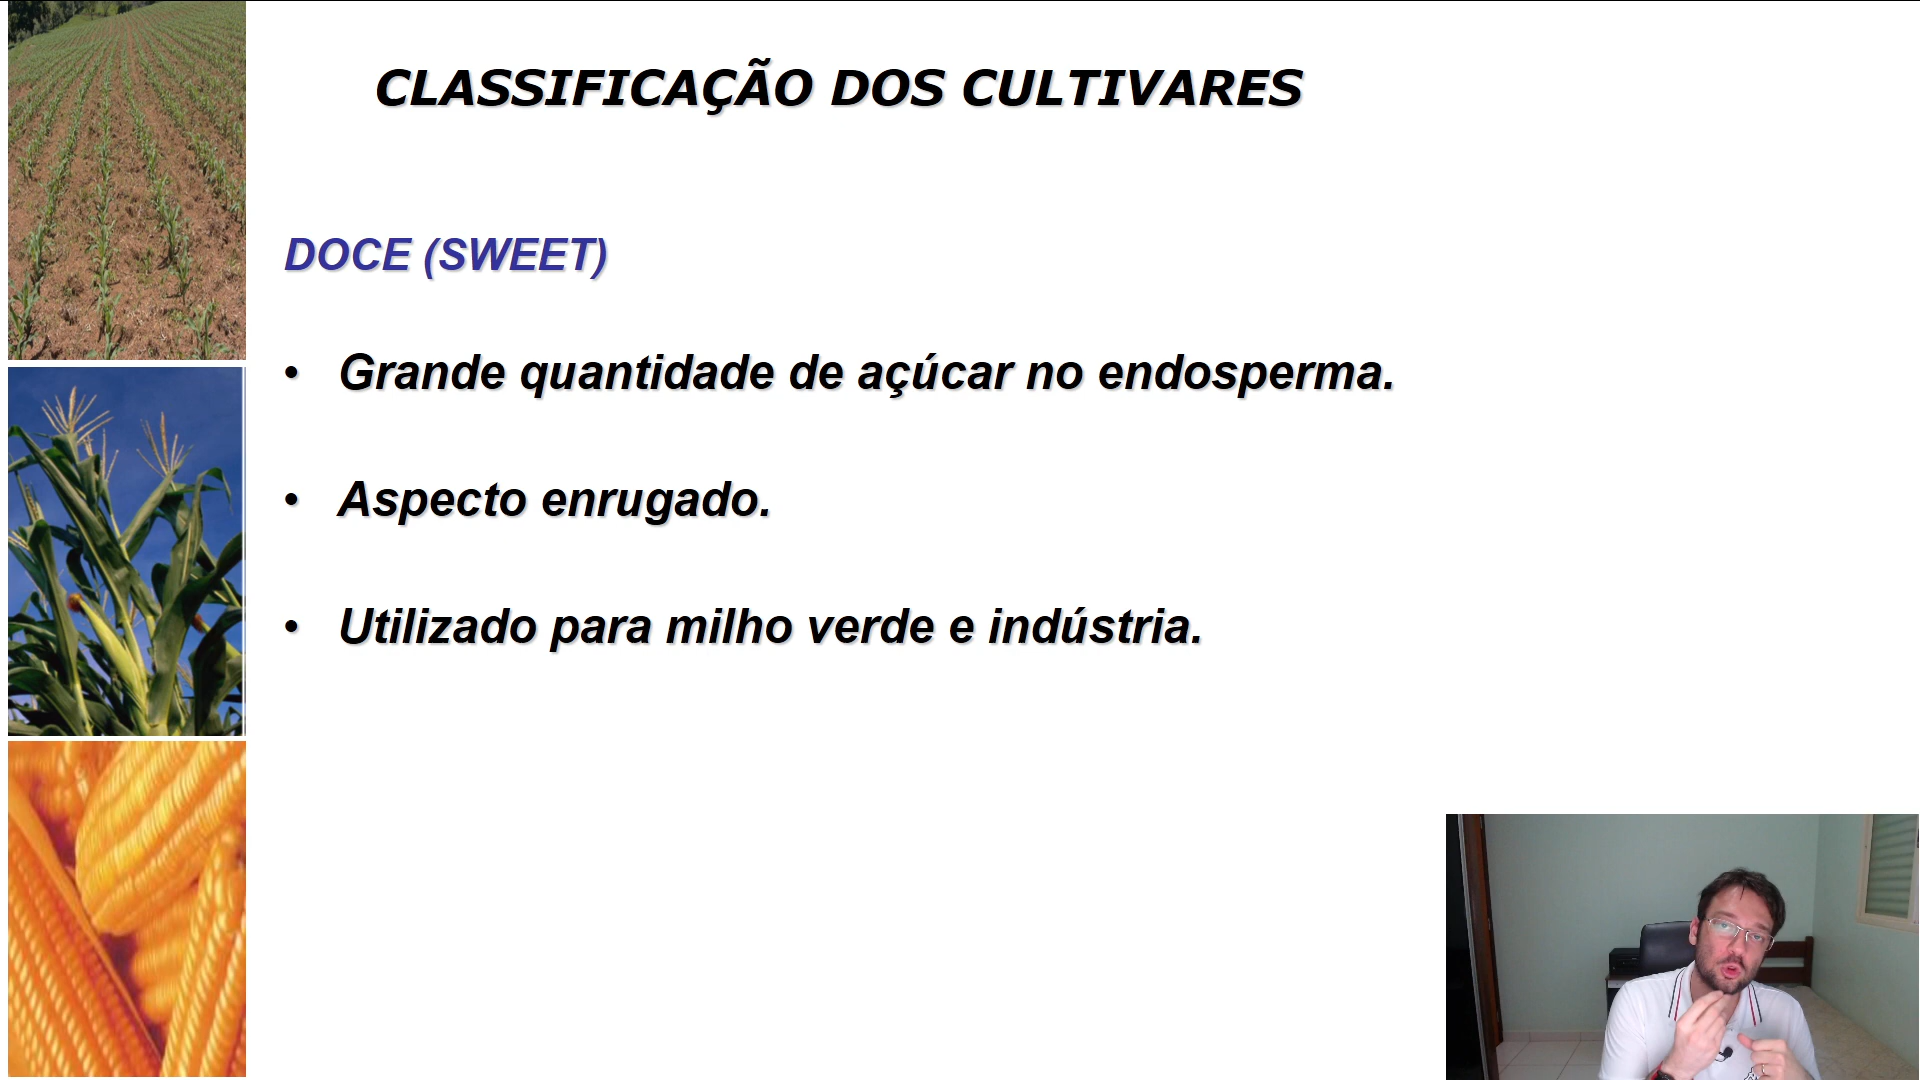 CLASSIFICAÇÃO DOS CULTIVARES
DOCE (SWEET)
• Grande quantidade de açúcar no endosperma.
• Aspecto enrugado.
• Utilizado para milho verde e indústria.